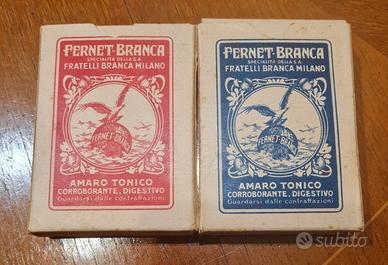 FERNET-BRANCA
SPECIALITÀ DELLA S.A.
FRATELLI BRANCA MILANO
FERNET-BRANCA
AMARO TONICO
CORROBORANTE, DIGESTIVO
Guardarsi dalle contraffazioni
FERNET-BRANCA
SPECIALITÀ DELLA S.A.
FRATELLI BRANCA MILANO
FERNET-BRANCA
AMARO TONICO
CORROBORANTE, DIGESTIVO
Guardarsi dalle contraffazioni
subito